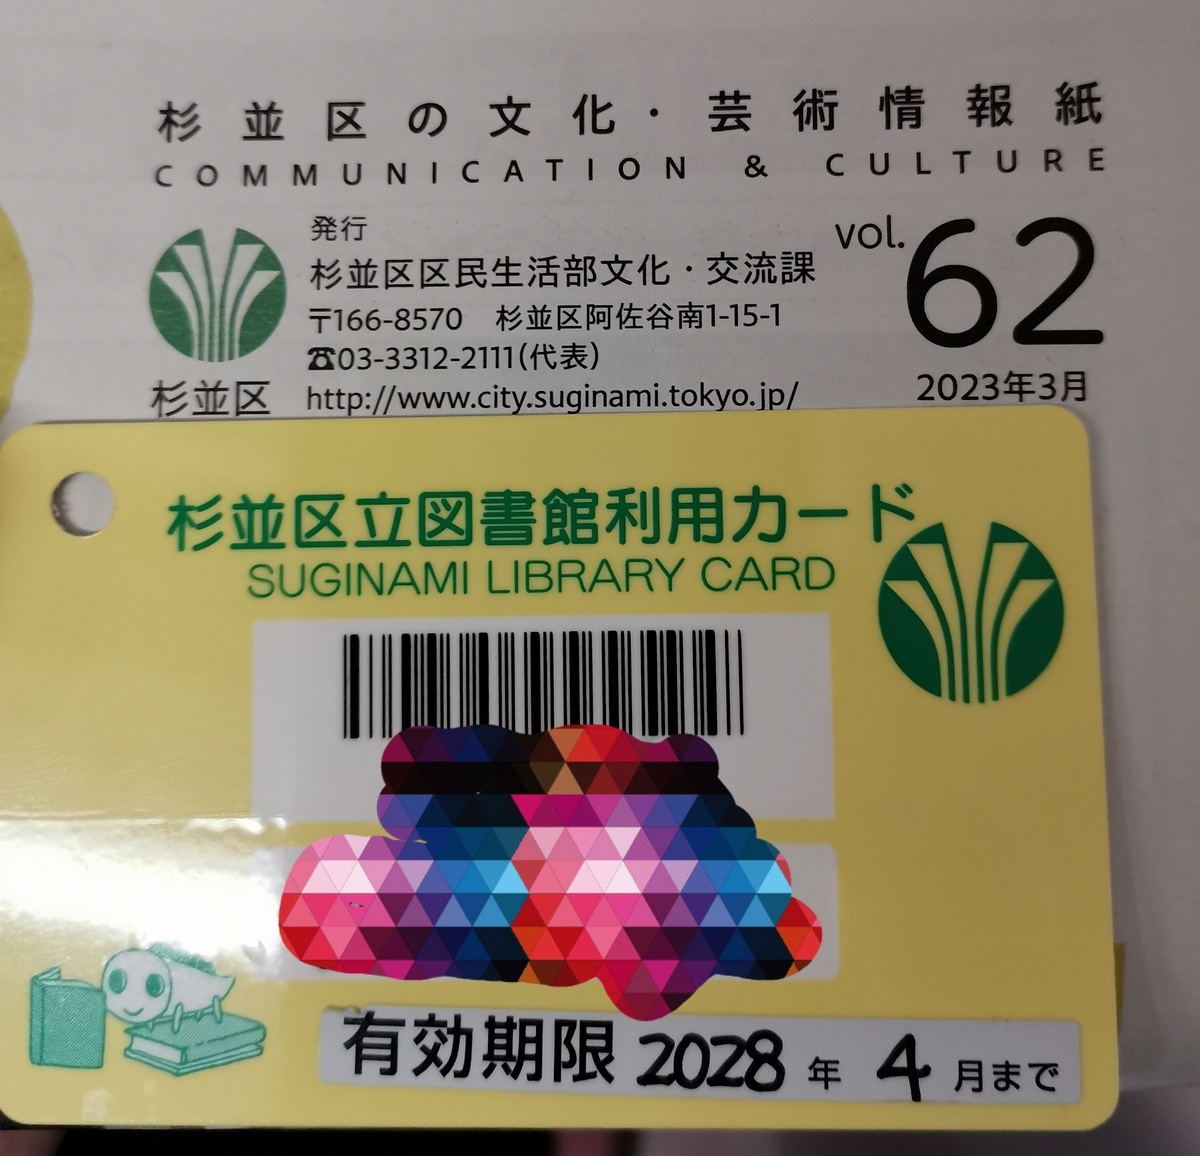 杉並区の文化・芸術情報紙
COMMUNICATION & CULTURE
発行
杉並区区民生活部文化・交流課
〒166-8570 杉並区阿佐谷南1-15-1
☎03-3312-2111(代表)
http://www.city.suginami.tokyo.jp/
杉並区
vol.62
2023年3月
杉並区立図書館利用カード
SUGINAMI LIBRARY CARD
有効期限 2028 年 4 月まで